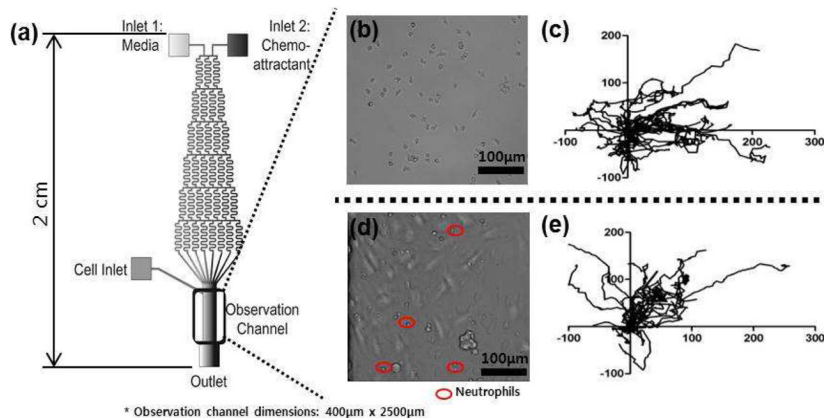 (a)
Inlet 1:
Media
Inlet 2:
Chemo-
attractant
2 cm
Cell Inlet
Observation
Channel
Outlet
* Observation channel dimensions: 400μm x 2500μm
(b)
100μm
(c)
200
100
-100
100
200
300
-100
(d)
100μm
Neutrophils
(e)
200
100
-100
100
200
300
-100